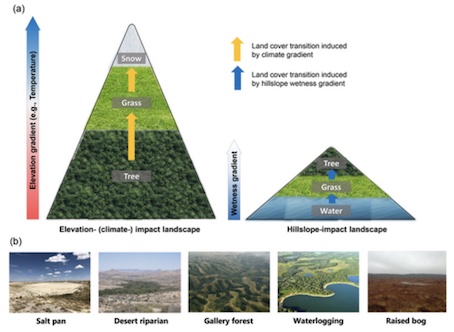 (a)
Elevation gradient (e.g., Temperature)
Snow
Grass
Tree
Elevation- (climate-) impact landscape
Land cover transition induced
by climate gradient
Land cover transition induced
by hillslope wetness gradient
Wetness gradient
Tree
Grass
Water
Hillslope-impact landscape
(b)
Salt pan
Desert riparian
Gallery forest
Waterlogging
Raised bog